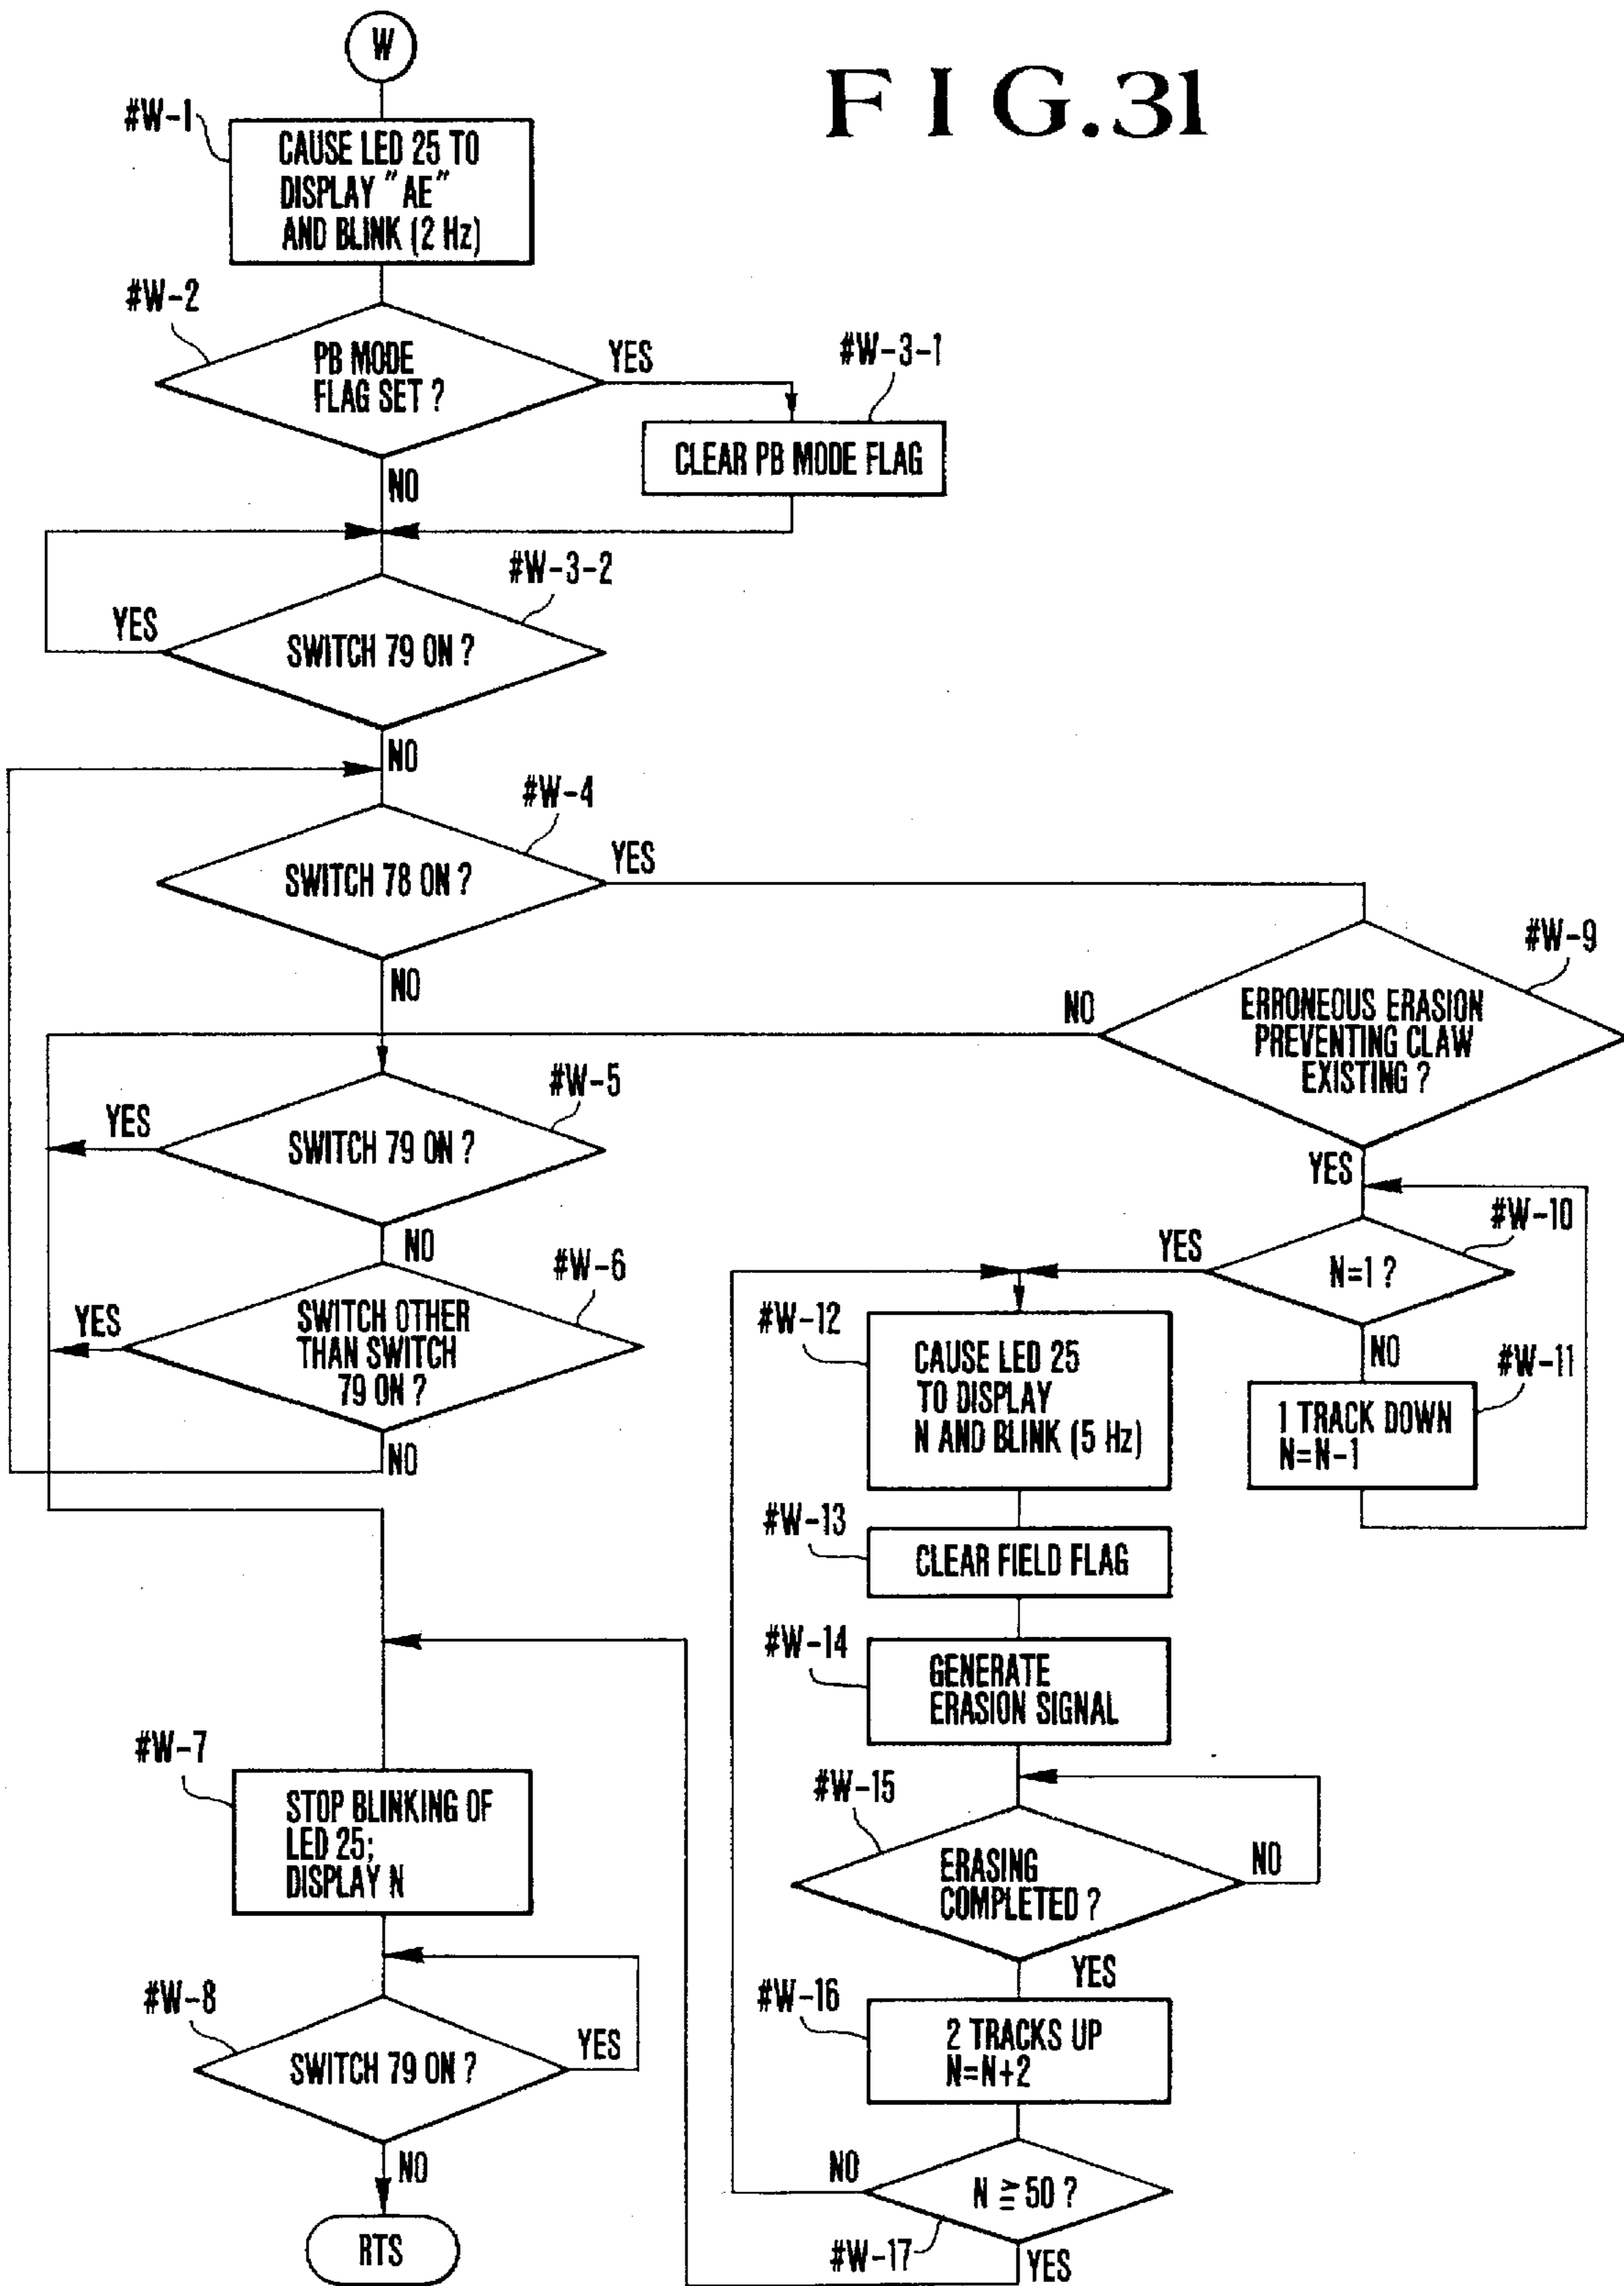 W
FIG.31
#W-1
CAUSE LED 25 TO
DISPLAY "AE"
AND BLINK (2 Hz)
#W-2
PB MODE
FLAG SET ?
YES
#W-3-1
CLEAR PB MODE FLAG
NO
#W-3-2
YES
SWITCH 79 ON ?
NO
#W-4
SWITCH 78 ON ?
YES
NO
#W-9
NO
ERRONEOUS ERASION
PREVENTING CLAW
EXISTING ?
YES
#W-5
YES
SWITCH 79 ON ?
NO
#W-6
YES
SWITCH OTHER
THAN SWITCH
79 ON ?
NO
#W-10
YES
N=1 ?
NO
#W-11
1 TRACK DOWN
N=N-1
#W-12
CAUSE LED 25
TO DISPLAY
N AND BLINK (5 Hz)
#W-13
CLEAR FIELD FLAG
#W-14
GENERATE
ERASION SIGNAL
#W-15
ERASING
COMPLETED ?
NO
YES
#W-16
2 TRACKS UP
N=N+2
NO
N ≧ 50 ?
#W-17
YES
#W-7
STOP BLINKING OF
LED 25;
DISPLAY N
#W-8
SWITCH 79 ON ?
YES
NO
RTS